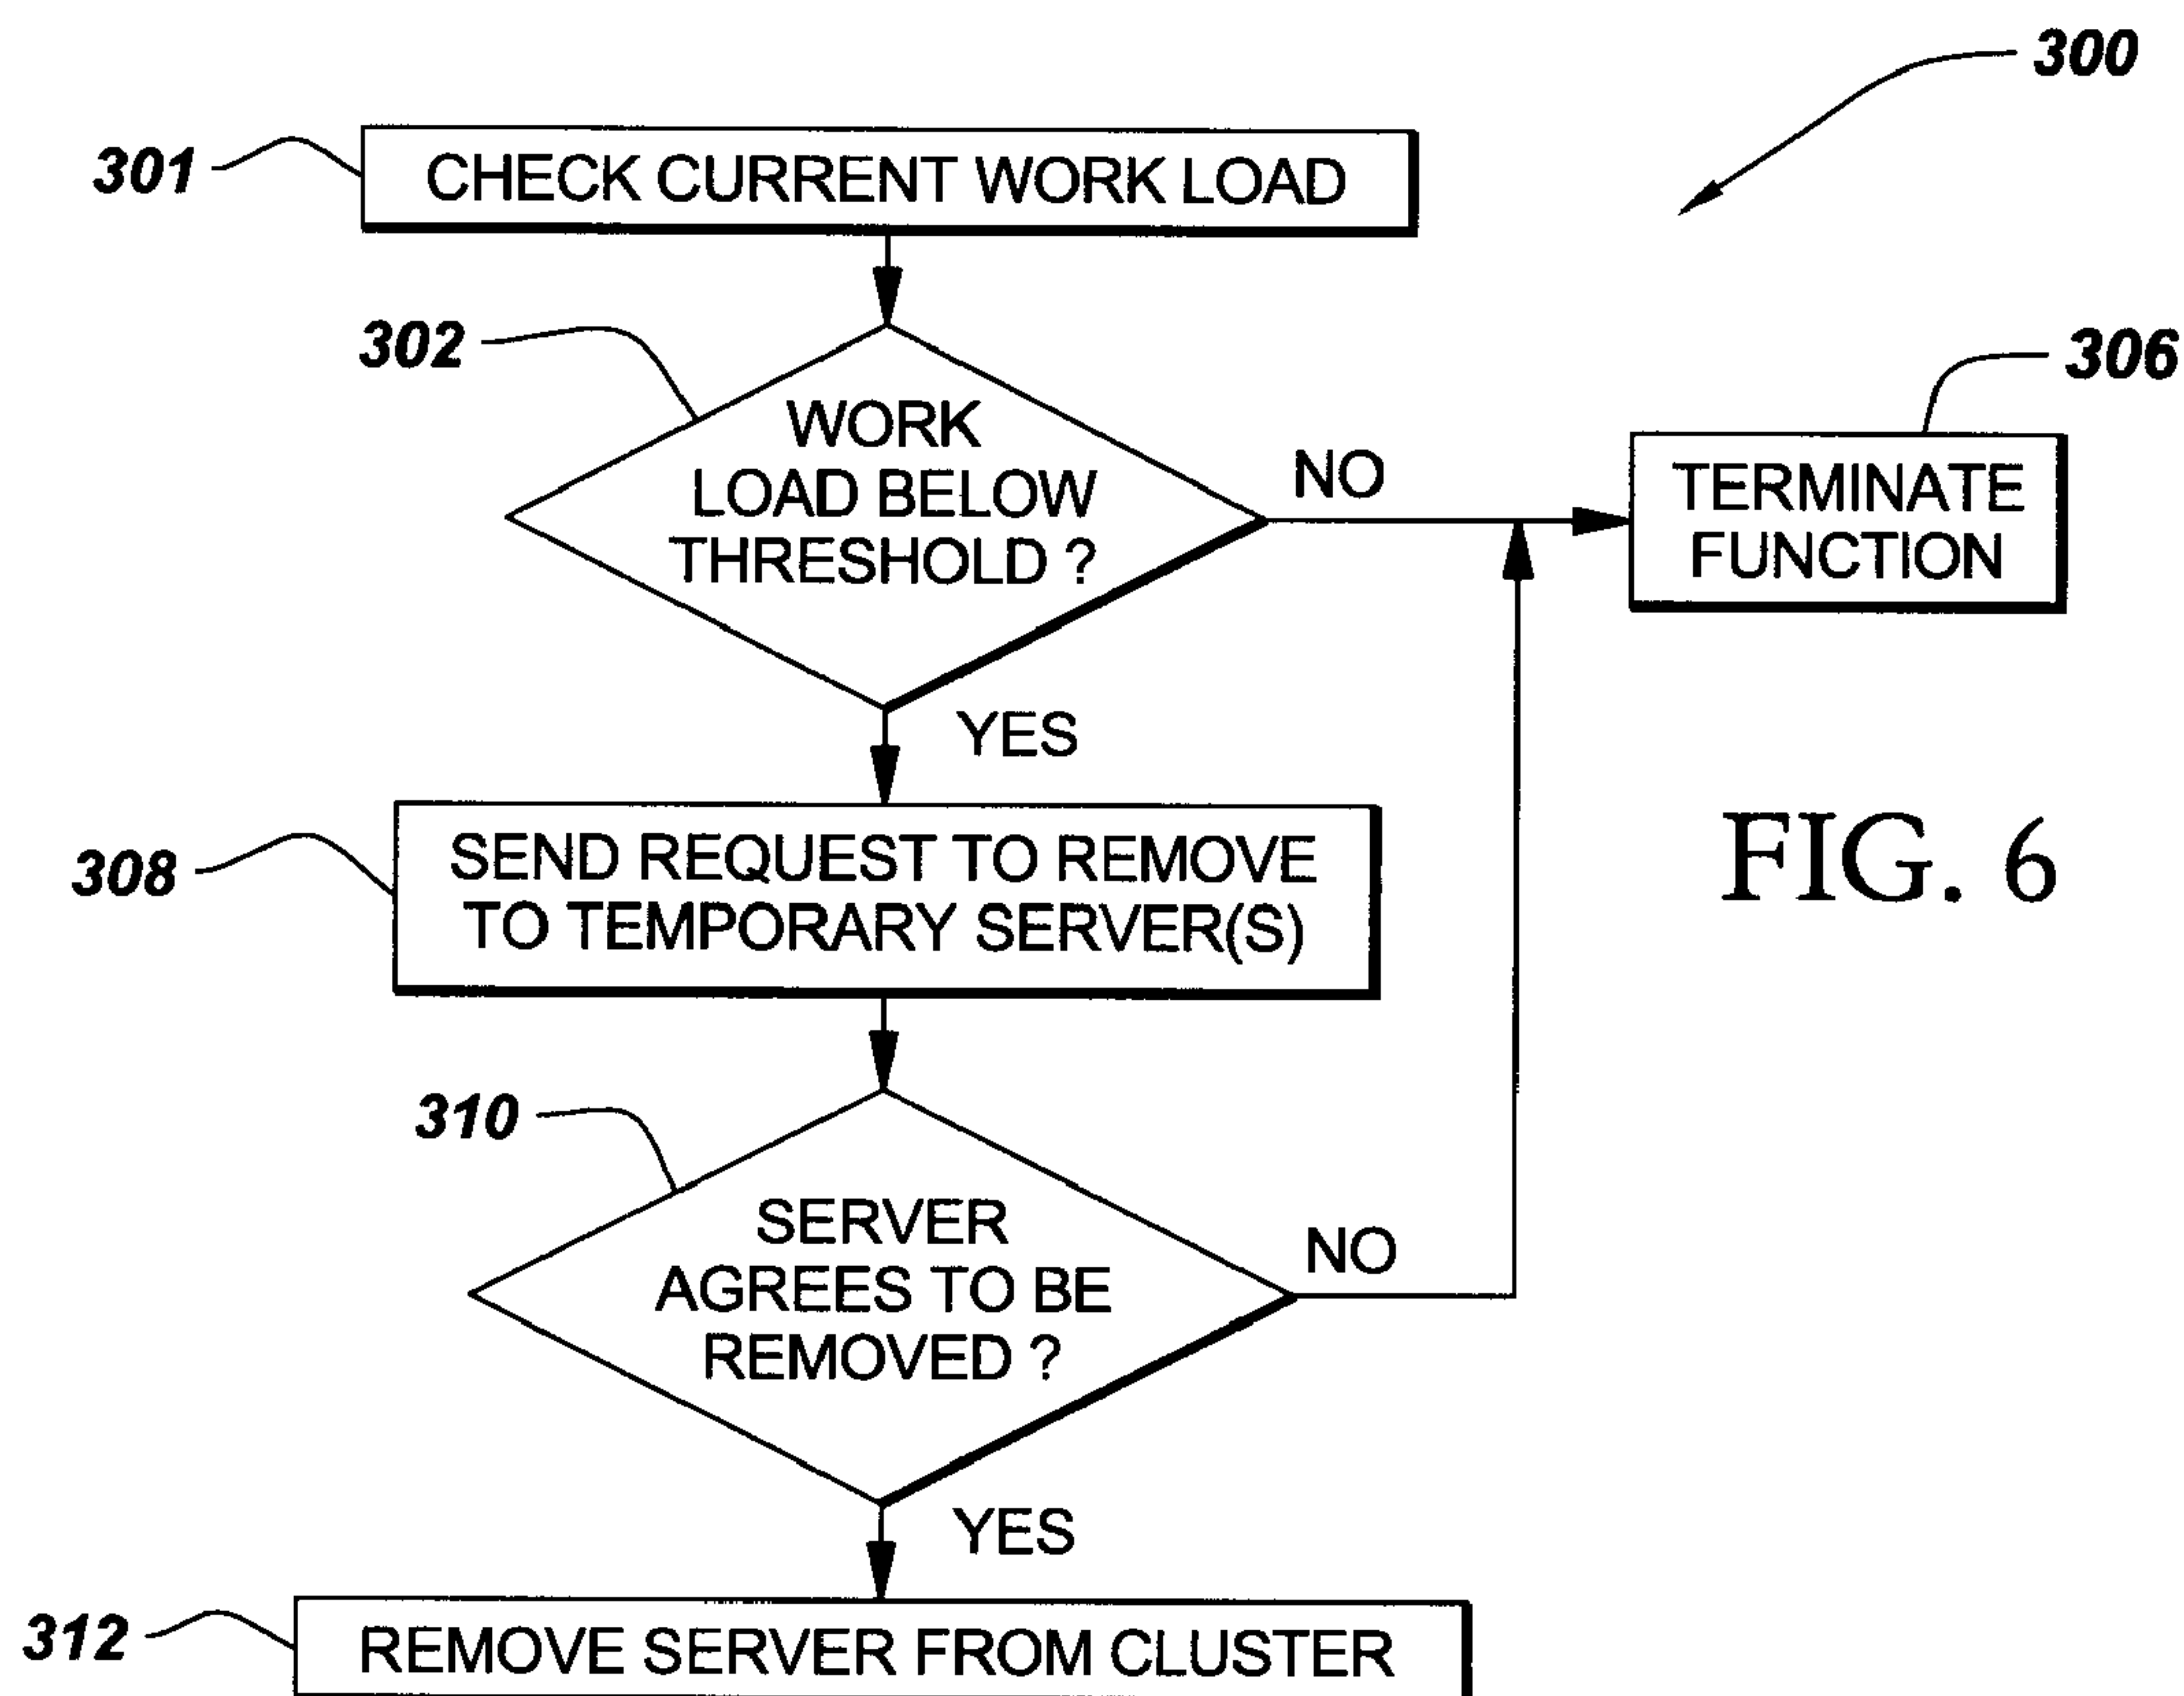 300
301
CHECK CURRENT WORK LOAD
302
WORK
LOAD BELOW
THRESHOLD ?
NO
306
TERMINATE
FUNCTION
YES
308
SEND REQUEST TO REMOVE
TO TEMPORARY SERVER(S)
FIG. 6
310
SERVER
AGREES TO BE
REMOVED ?
NO
YES
312
REMOVE SERVER FROM CLUSTER